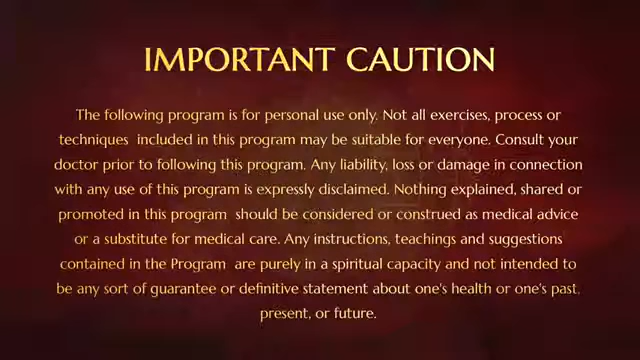 IMPORTANT CAUTION
The following program is for personal use only. Not all exercises, process or
techniques  included in this program may be suitable for everyone. Consult your
doctor prior to following this program. Any liability, loss or damage in connection
with any use of this program is expressly disclaimed. Nothing explained, shared or
promoted in this program  should be considered or construed as medical advice
or a substitute for medical care. Any instructions, teachings and suggestions
contained in the Program  are purely in a spiritual capacity and not intended to
be any sort of guarantee or definitive statement about one's health or one's past,
present, or future.